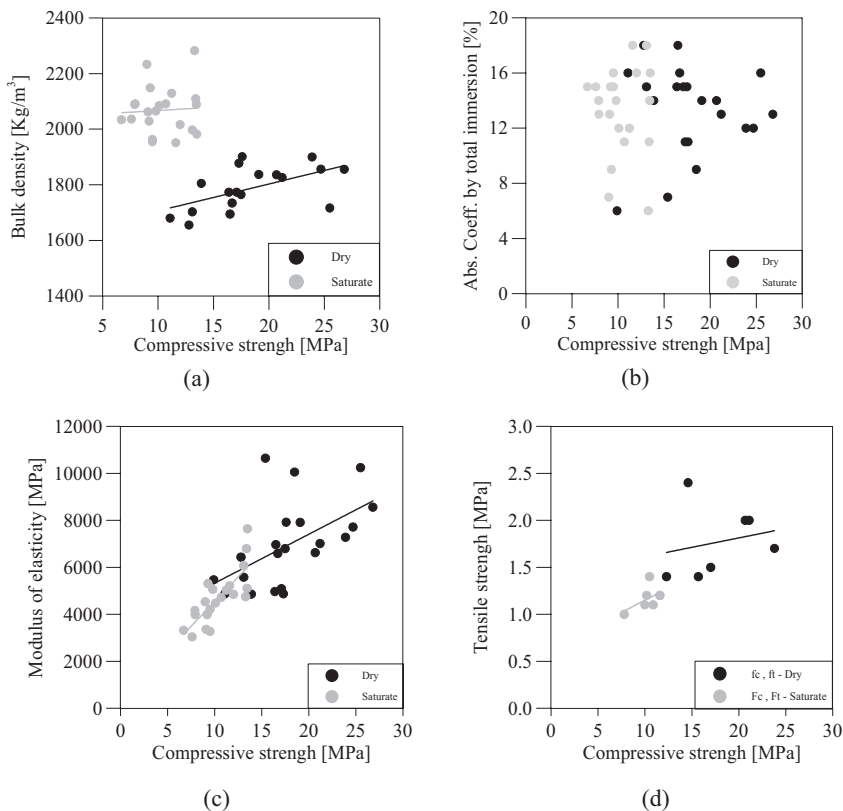 2400
2200
2000
1800
1600
1400
Bulk density [Kg/m³]
Dry
Saturate
5 10 15 20 25 30
Compressive strengh [MPa]
(a)
20
16
12
8
4
0
Abs. Coeff. by total immersion [%]
Dry
Saturate
0 5 10 15 20 25 30
Compressive strengh [Mpa]
(b)
12000
10000
8000
6000
4000
2000
0
Modulus of elasticity [MPa]
Dry
Saturate
0 5 10 15 20 25 30
Compressive strengh [MPa]
(c)
3.0
2.5
2.0
1.5
1.0
0.5
0.0
Tensile strengh [MPa]
fc , ft - Dry
Fc , Ft - Saturate
0 5 10 15 20 25 30
Compressive strengh [MPa]
(d)